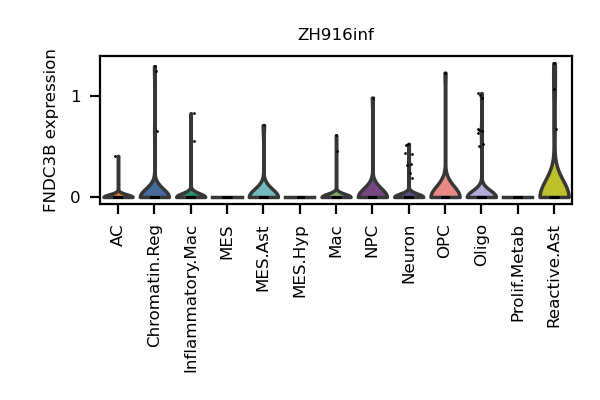 ZH916inf
FNDC3B expression
1
0
AC
Chromatin.Reg
Inflammatory.Mac
MES
MES.Ast
MES.Hyp
Mac
NPC
Neuron
OPC
Oligo
Prolif.Metab
Reactive.Ast